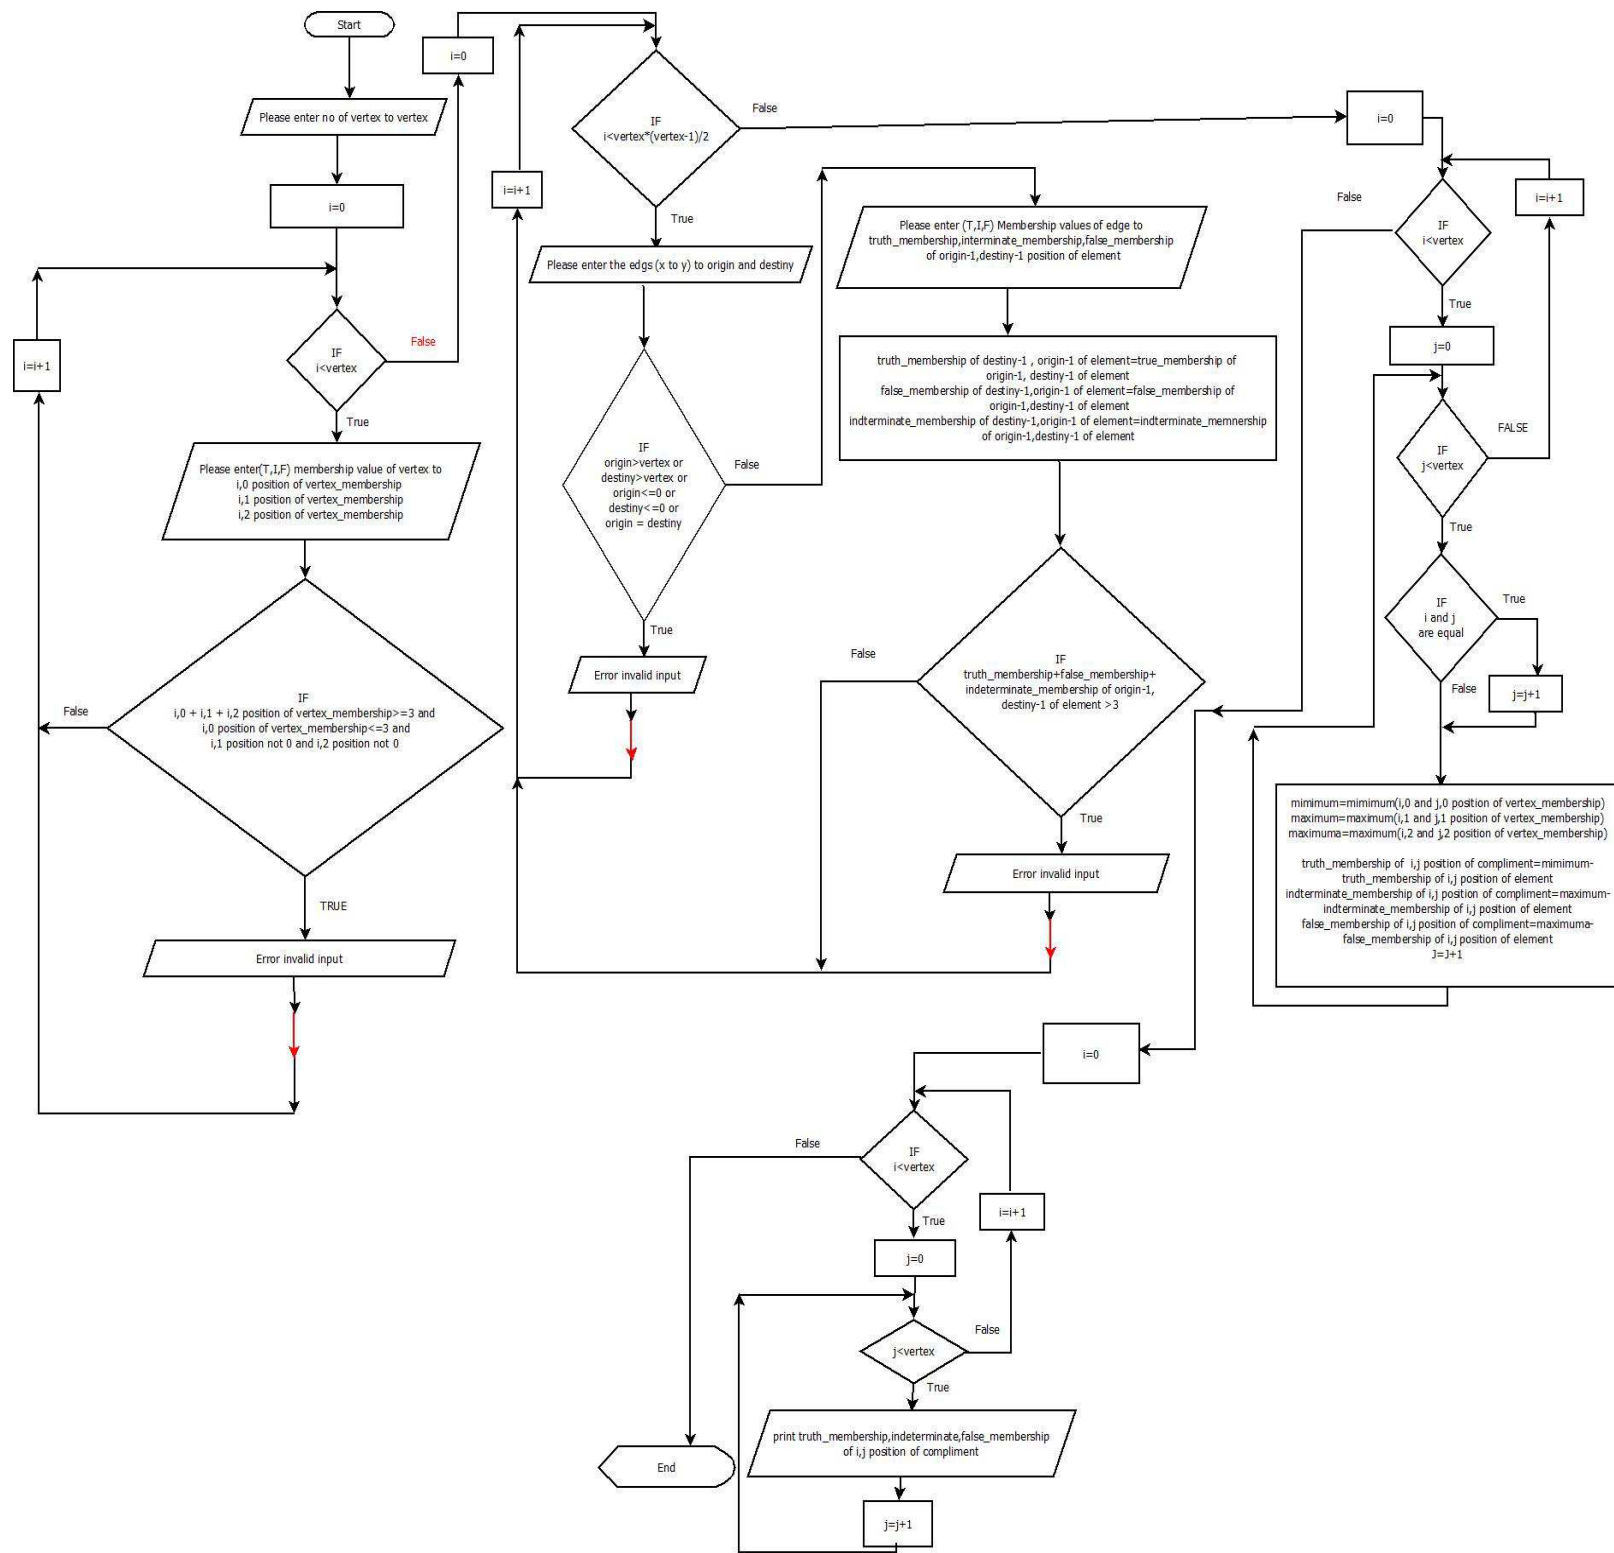 Start
Please enter no of vertex to vertex
i=0
i=i+1
IF
i<vertex
False
True
Please enter(T,I,F) membership value of vertex to
i,0 position of vertex_membership
i,1 position of vertex_membership
i,2 position of vertex_membership
False
IF
i,0 + i,1 + i,2 position of vertex_membership>=3 and
i,0 position of vertex_membership<=3 and
i,1 position not 0 and i,2 position not 0
TRUE
Error invalid input
i=0
i=i+1
IF
i<vertex*(vertex-1)/2
False
True
Please enter the edgs (x to y) to origin and destiny
IF
origin>vertex or
destiny>vertex or
origin<=0 or
destiny<=0 or
origin = destiny
False
True
Error invalid input
Please enter (T,I,F) Membership values of edge to
truth_membership,interminate_membership,false_membership
of origin-1,destiny-1 position of element
truth_membership of destiny-1 , origin-1 of element=true_membership of
origin-1, destiny-1 of element
false_membership of destiny-1,origin-1 of element=false_membership of
origin-1,destiny-1 of element
indterminate_membership of destiny-1,origin-1 of element=indterminate_memnership
of origin-1,destiny-1 of element
False
IF
truth_membership+false_membership+
indeterminate_membership of origin-1,
destiny-1 of element >3
True
Error invalid input
i=0
i=i+1
False
IF
i<vertex
True
j=0
IF
j<vertex
FALSE
True
IF
i and j
are equal
True
False
j=j+1
mimimum=mimimum(i,0 and j,0 position of vertex_membership)
maximum=maximum(i,1 and j,1 position of vertex_membership)
maximuma=maximum(i,2 and j,2 position of vertex_membership)
truth_membership of i,j position of compliment=mimimum-
truth_membership of i,j position of element
indterminate_membership of i,j position of compliment=maximum-
indterminate_membership of i,j position of element
false_membership of i,j position of compliment=maximuma-
false_membership of i,j position of element
J=J+1
i=0
False
IF
i<vertex
i=i+1
True
j=0
j<vertex
False
True
print truth_membership,indeterminate,false_membership
of i,j position of compliment
End
j=j+1